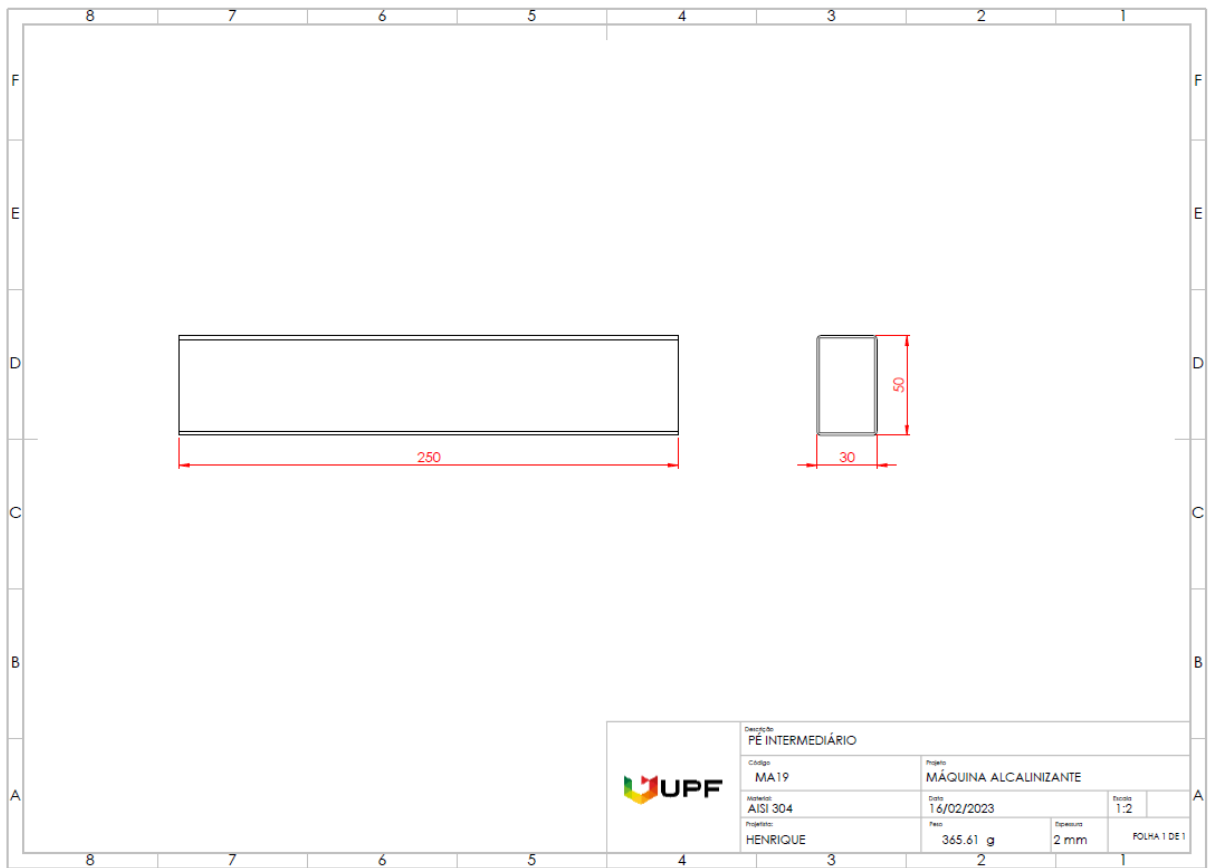 8 7 6 5 4 3 2 1
F F
E E
D D
C C
B B
A A
250
50
30
UPF
Descrição
PÉ INTERMEDIÁRIO
Código
MA19
Projeto
MÁQUINA ALCALINIZANTE
Material:
AISI 304
Data
16/02/2023
Escala
1:2
Projetista:
HENRIQUE
Peso
365.61 g
Espessura
2 mm
FOLHA 1 DE 1
8 7 6 5 4 3 2 1